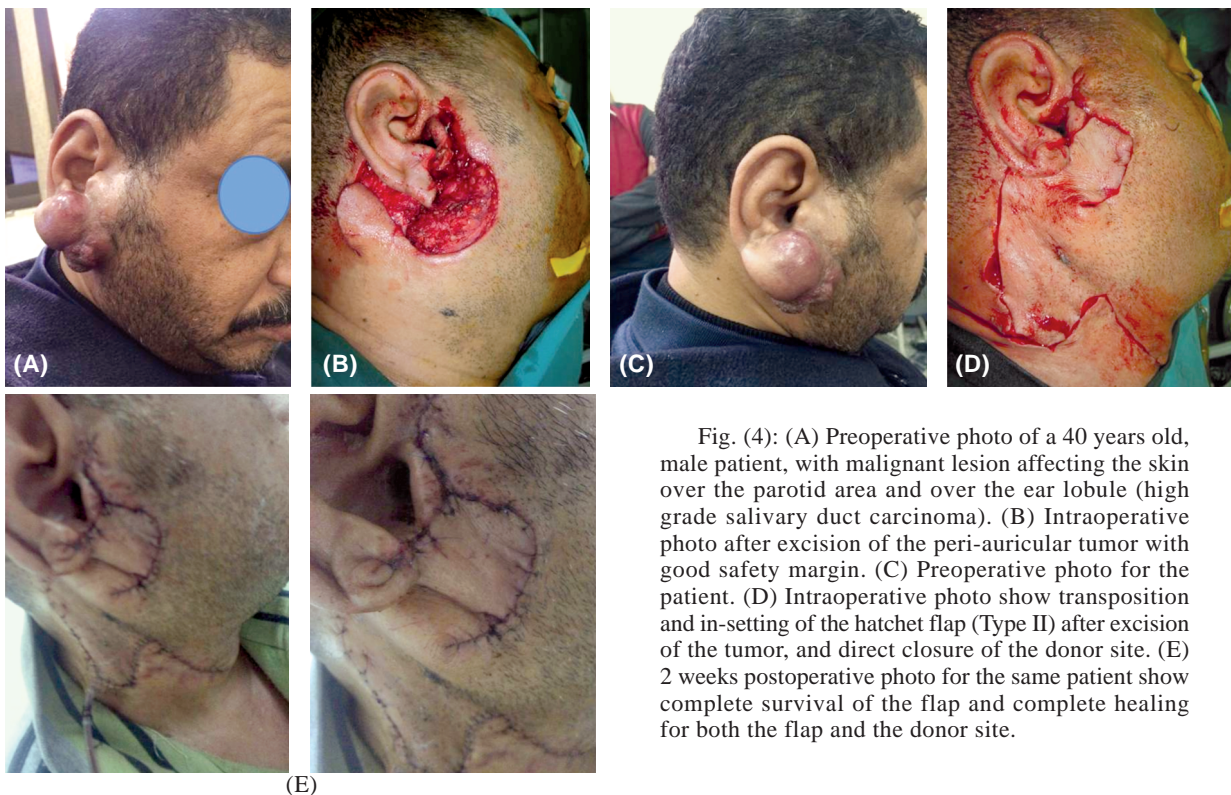 (A)
(B)
(C)
(D)
(E)
Fig. (4): (A) Preoperative photo of a 40 years old,
male patient, with malignant lesion affecting the skin
over the parotid area and over the ear lobule (high
grade salivary duct carcinoma). (B) Intraoperative
photo after excision of the peri-auricular tumor with
good safety margin. (C) Preoperative photo for the
patient. (D) Intraoperative photo show transposition
and in-setting of the hatchet flap (Type II) after excision
of the tumor, and direct closure of the donor site. (E)
2 weeks postoperative photo for the same patient show
complete survival of the flap and complete healing
for both the flap and the donor site.